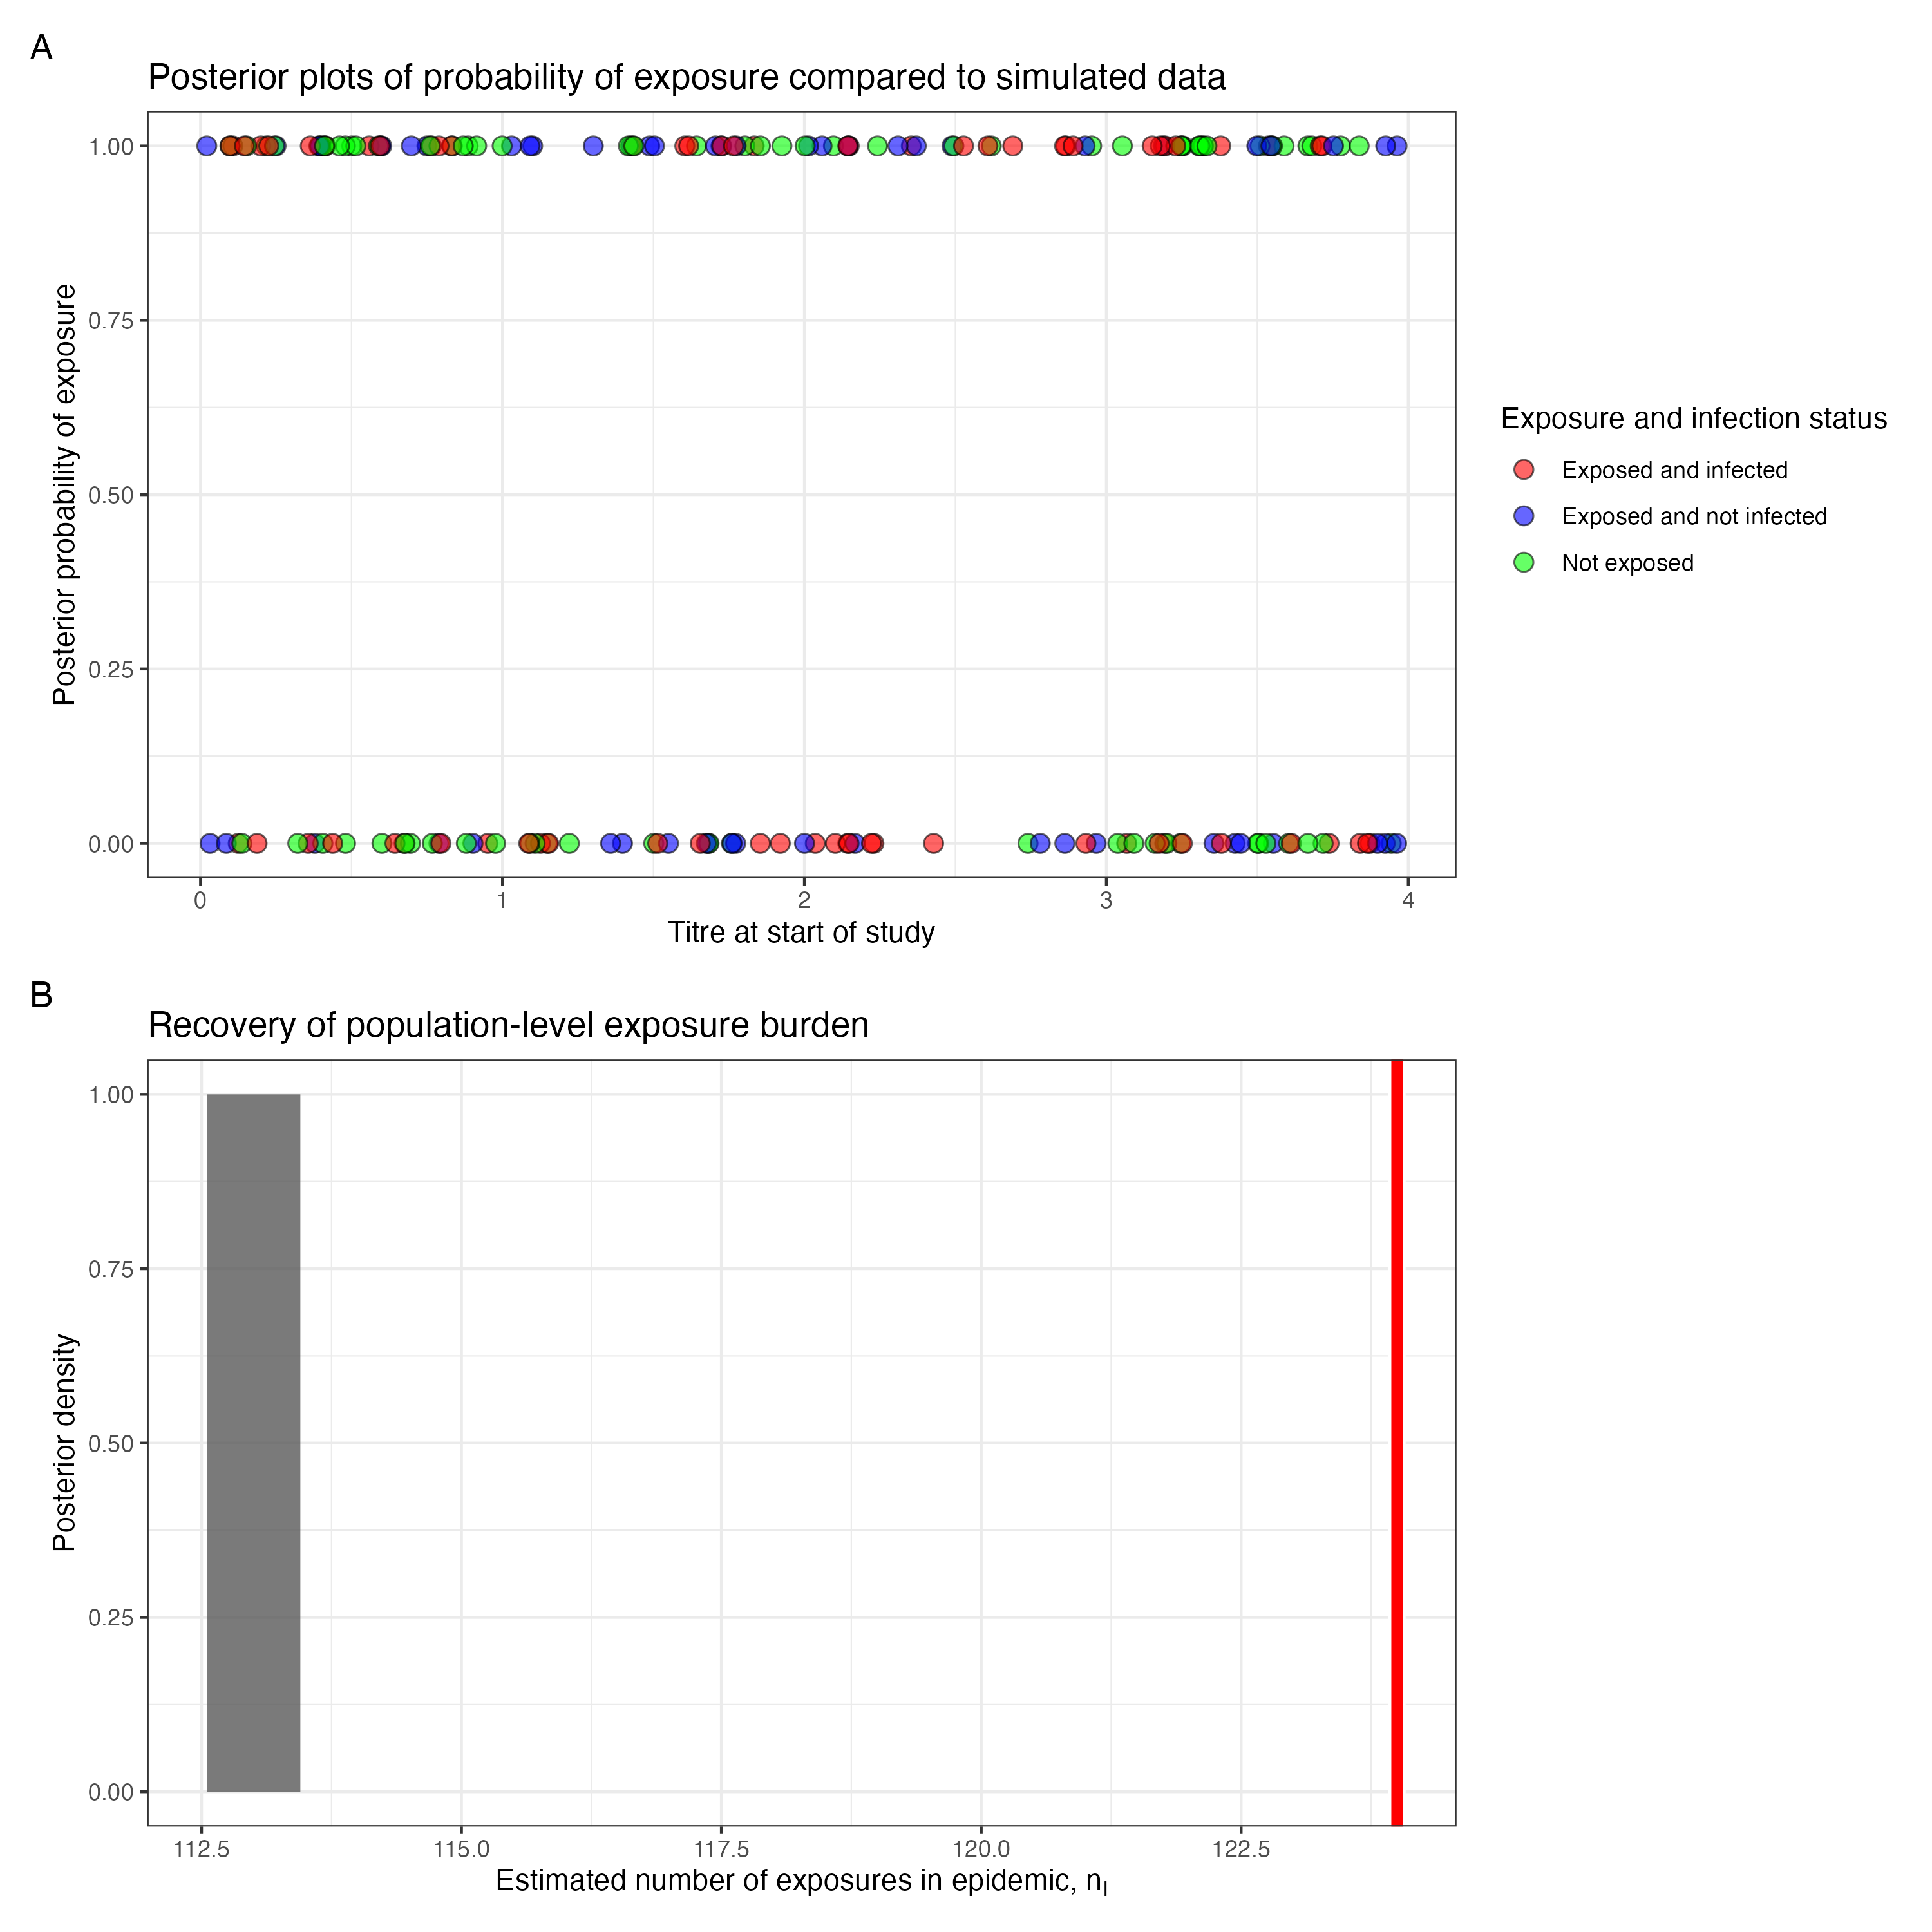 A
Posterior plots of probability of exposure compared to simulated data
Posterior probability of exposure
1.00
0.75
0.50
0.25
0.00
0 1 2 3 4
Titre at start of study
Exposure and infection status
Exposed and infected
Exposed and not infected
Not exposed
B
Recovery of population-level exposure burden
Posterior density
1.00
0.75
0.50
0.25
0.00
112.5 115.0 117.5 120.0 122.5
Estimated number of exposures in epidemic, nI